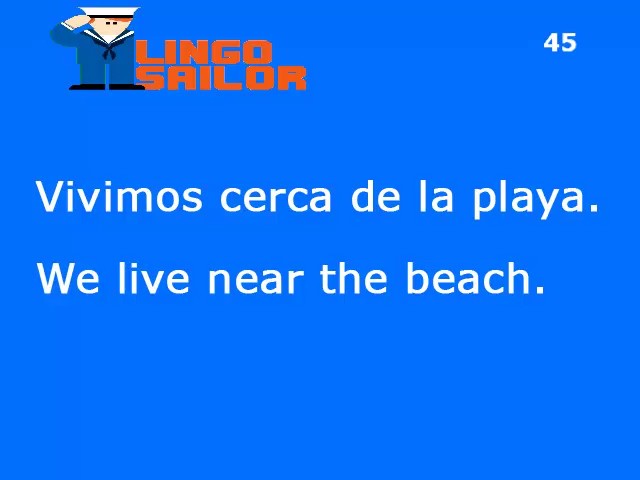 LINGO
SAILOR
45
Vivimos cerca de la playa.
We live near the beach.